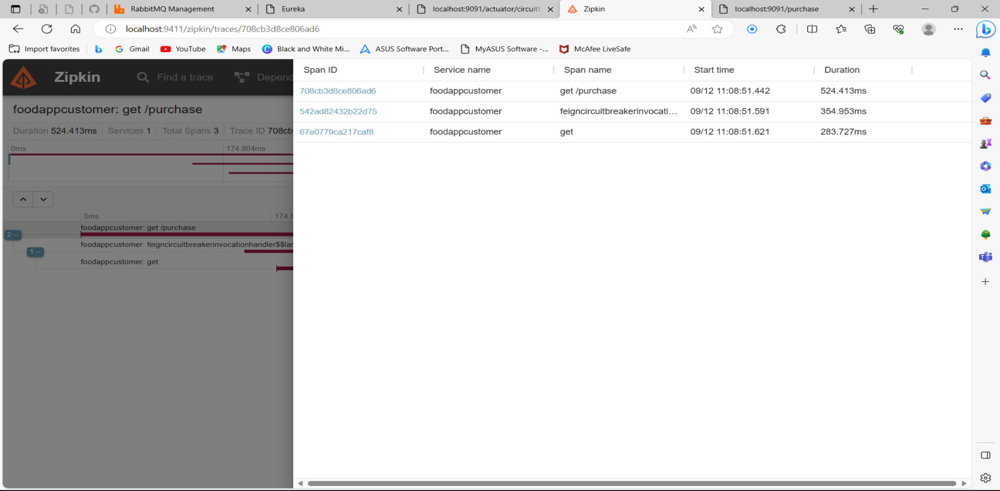 RabbitMQ Management
Eureka
localhost:9091/actuator/circuitb
Zipkin
localhost:9091/purchase
localhost:9411/zipkin/traces/708cb3d8ce806ad6
Import favorites
Gmail
YouTube
Maps
Black and White Mi...
ASUS Software Port...
MyASUS Software -...
McAfee LiveSafe
Zipkin
Find a trace
Depend
foodappcustomer: get /purchase
Duration 524.413ms Services 1 Total Spans 3 Trace ID 708cb
0ms 174.804ms
0ms 174.8
2 −
foodappcustomer: get /purchase
1 −
foodappcustomer: feigncircuitbreakerinvocationhandler$$lar
foodappcustomer: get
Span ID Service name Span name Start time Duration
708cb3d8ce806ad6 foodappcustomer get /purchase 09/12 11:08:51.442 524.413ms
542ad82432b22d75 foodappcustomer feigncircuitbreakerinvocati... 09/12 11:08:51.591 354.953ms
67e0779ca217caf8 foodappcustomer get 09/12 11:08:51.621 283.727ms